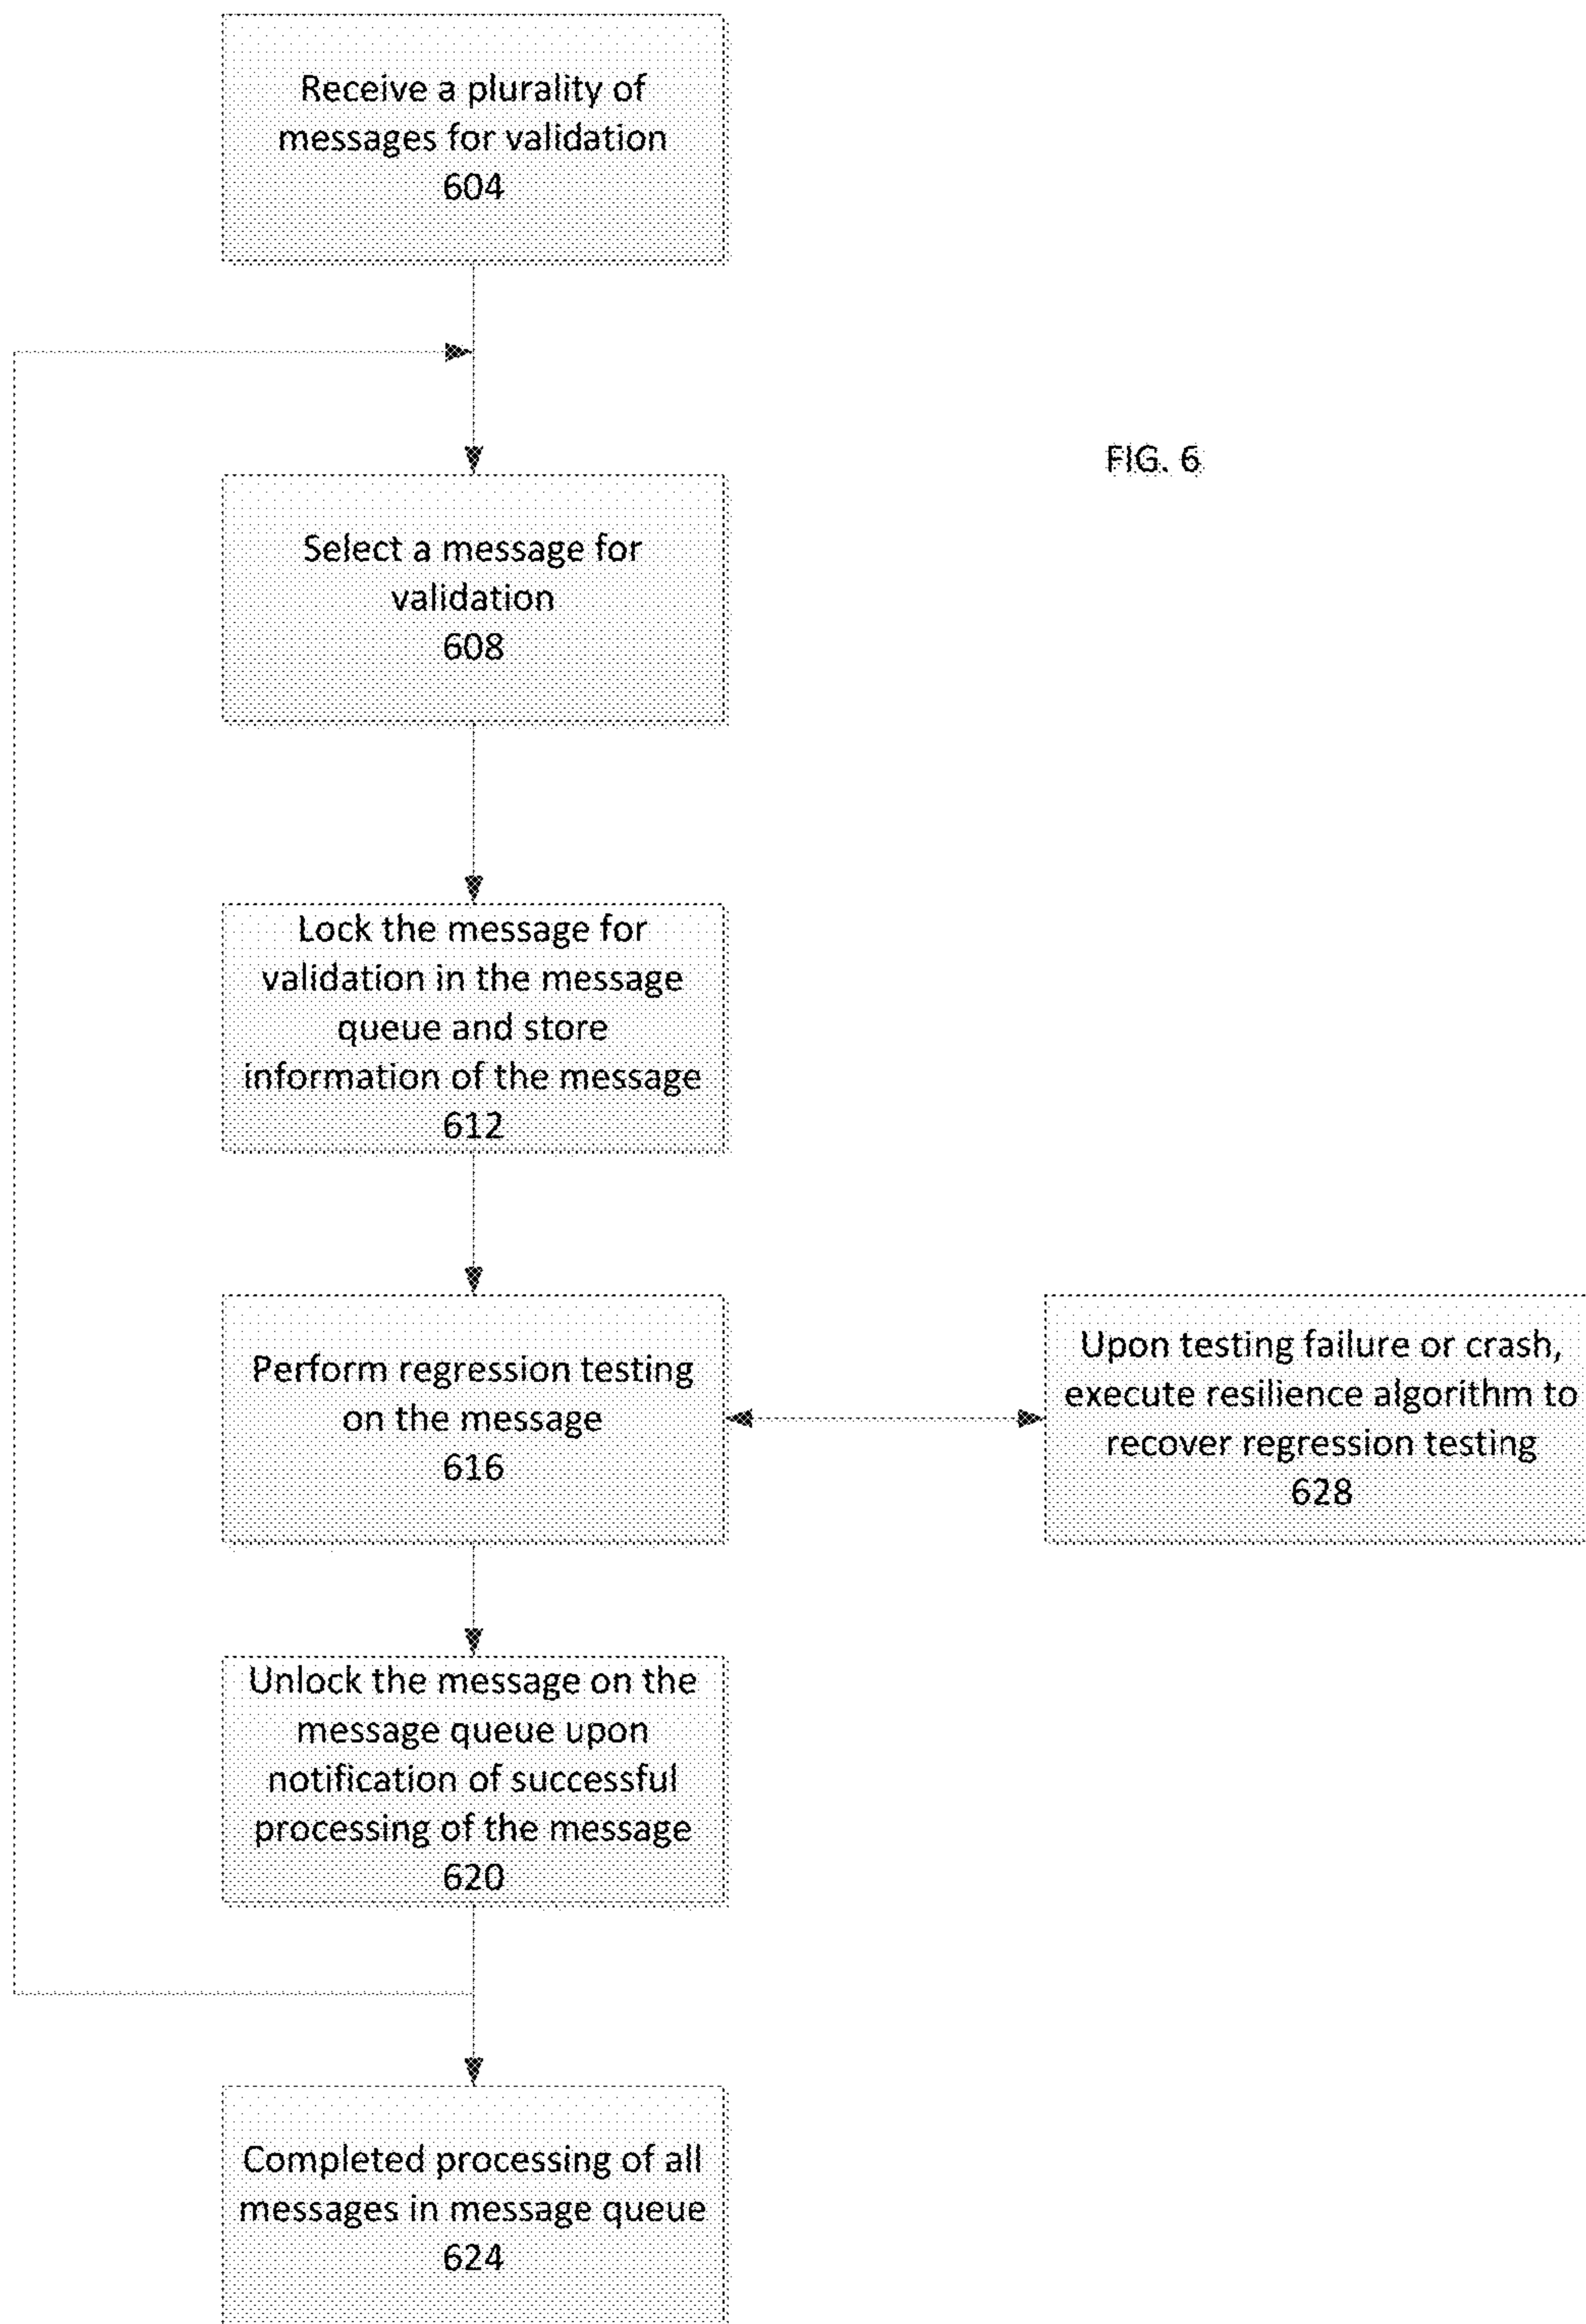 Receive a plurality of
messages for validation
604
FIG. 6
Select a message for
validation
608
Lock the message for
validation in the message
queue and store
information of the message
612
Perform regression testing
on the message
616
Upon testing failure or crash,
execute resilience algorithm to
recover regression testing
628
Unlock the message on the
message queue upon
notification of successful
processing of the message
620
Completed processing of all
messages in message queue
624